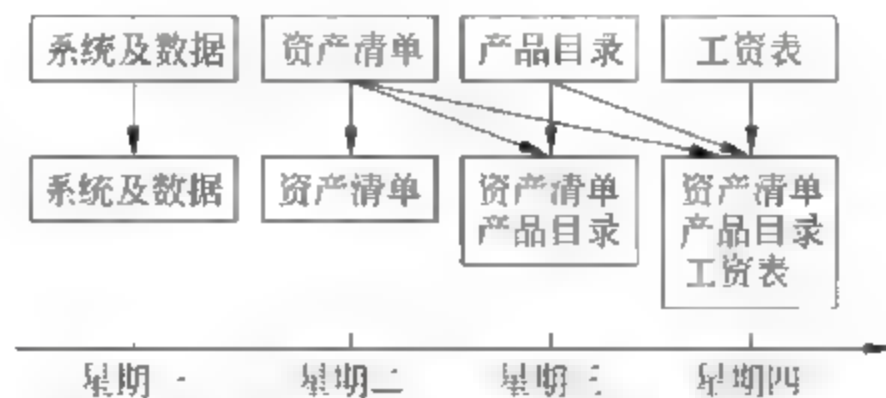 系统及数据
资产清单
产品目录
工资表
系统及数据
资产清单
资产清单
产品目录
资产清单
产品目录
工资表
星期一
星期二
星期三
星期四